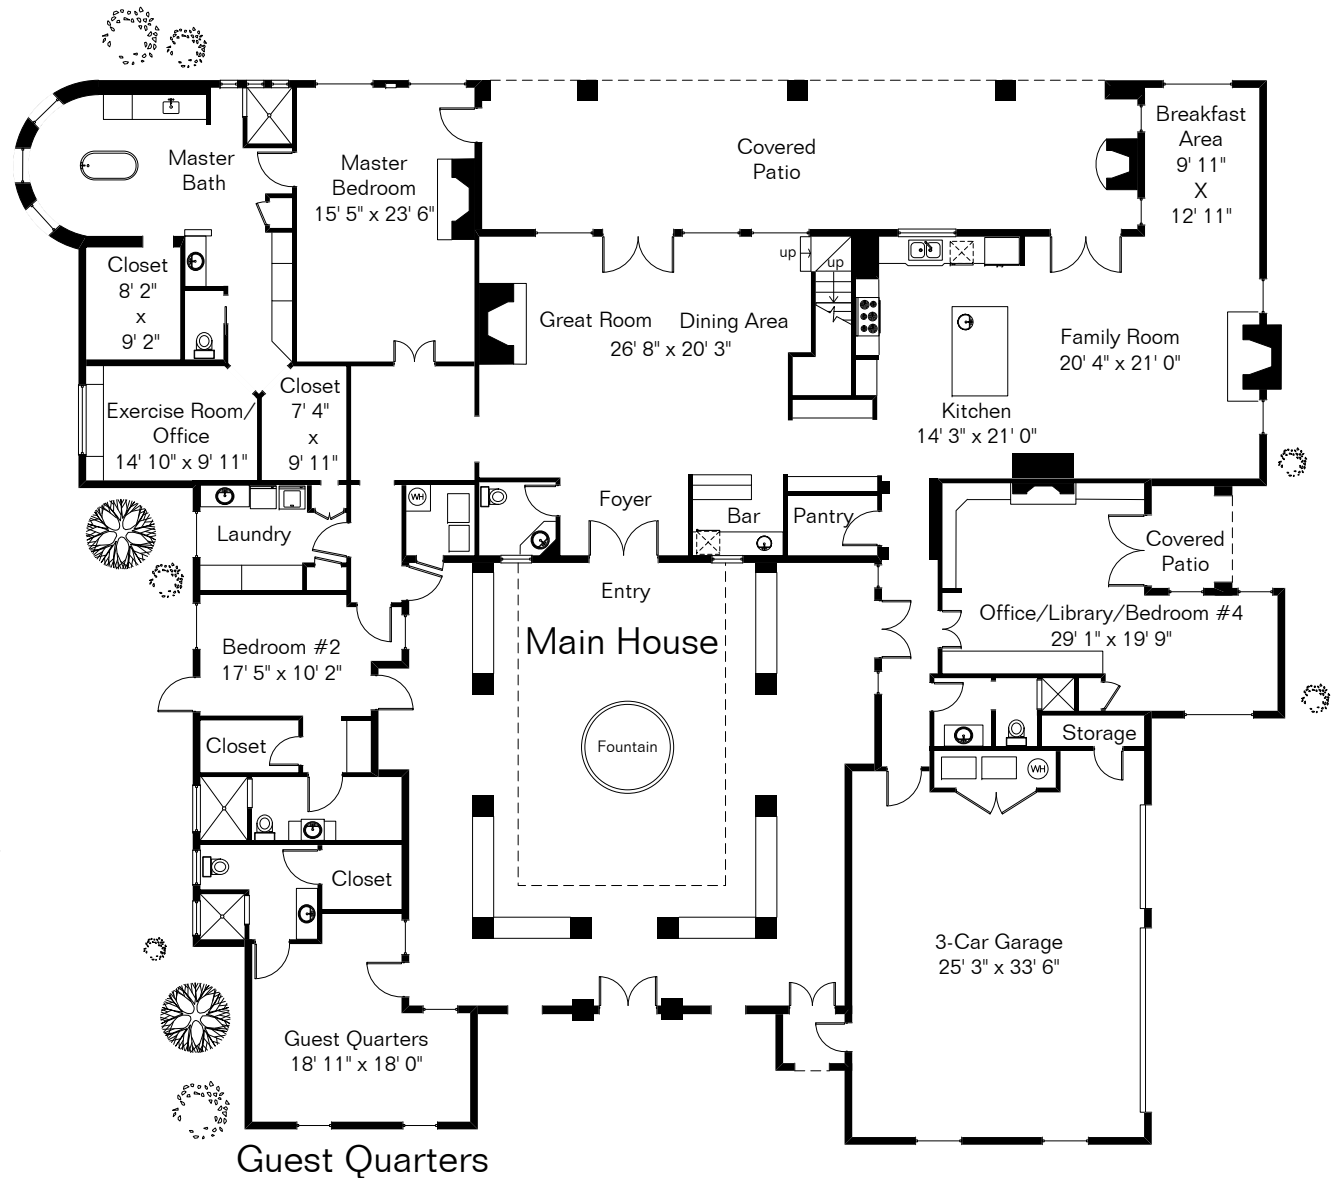 Master
Bath
Master
Bedroom
15' 5" x 23' 6"
Covered
Patio
Breakfast
Area
9' 11"
X
12' 11"
Closet
8' 2"
x
9' 2"
up
up
Great Room
Dining Area
26' 8" x 20' 3"
Family Room
20' 4" x 21' 0"
Kitchen
14' 3" x 21' 0"
Exercise Room/
Office
14' 10" x 9' 11"
Closet
7' 4"
x
9' 11"
Laundry
WH
Foyer
Bar
Pantry
Covered
Patio
Entry
Main House
Office/Library/Bedroom #4
29' 1" x 19' 9"
Bedroom #2
17' 5" x 10' 2"
Closet
Fountain
Storage
WH
Closet
3-Car Garage
25' 3" x 33' 6"
Guest Quarters
18' 11" x 18' 0"
Guest Quarters